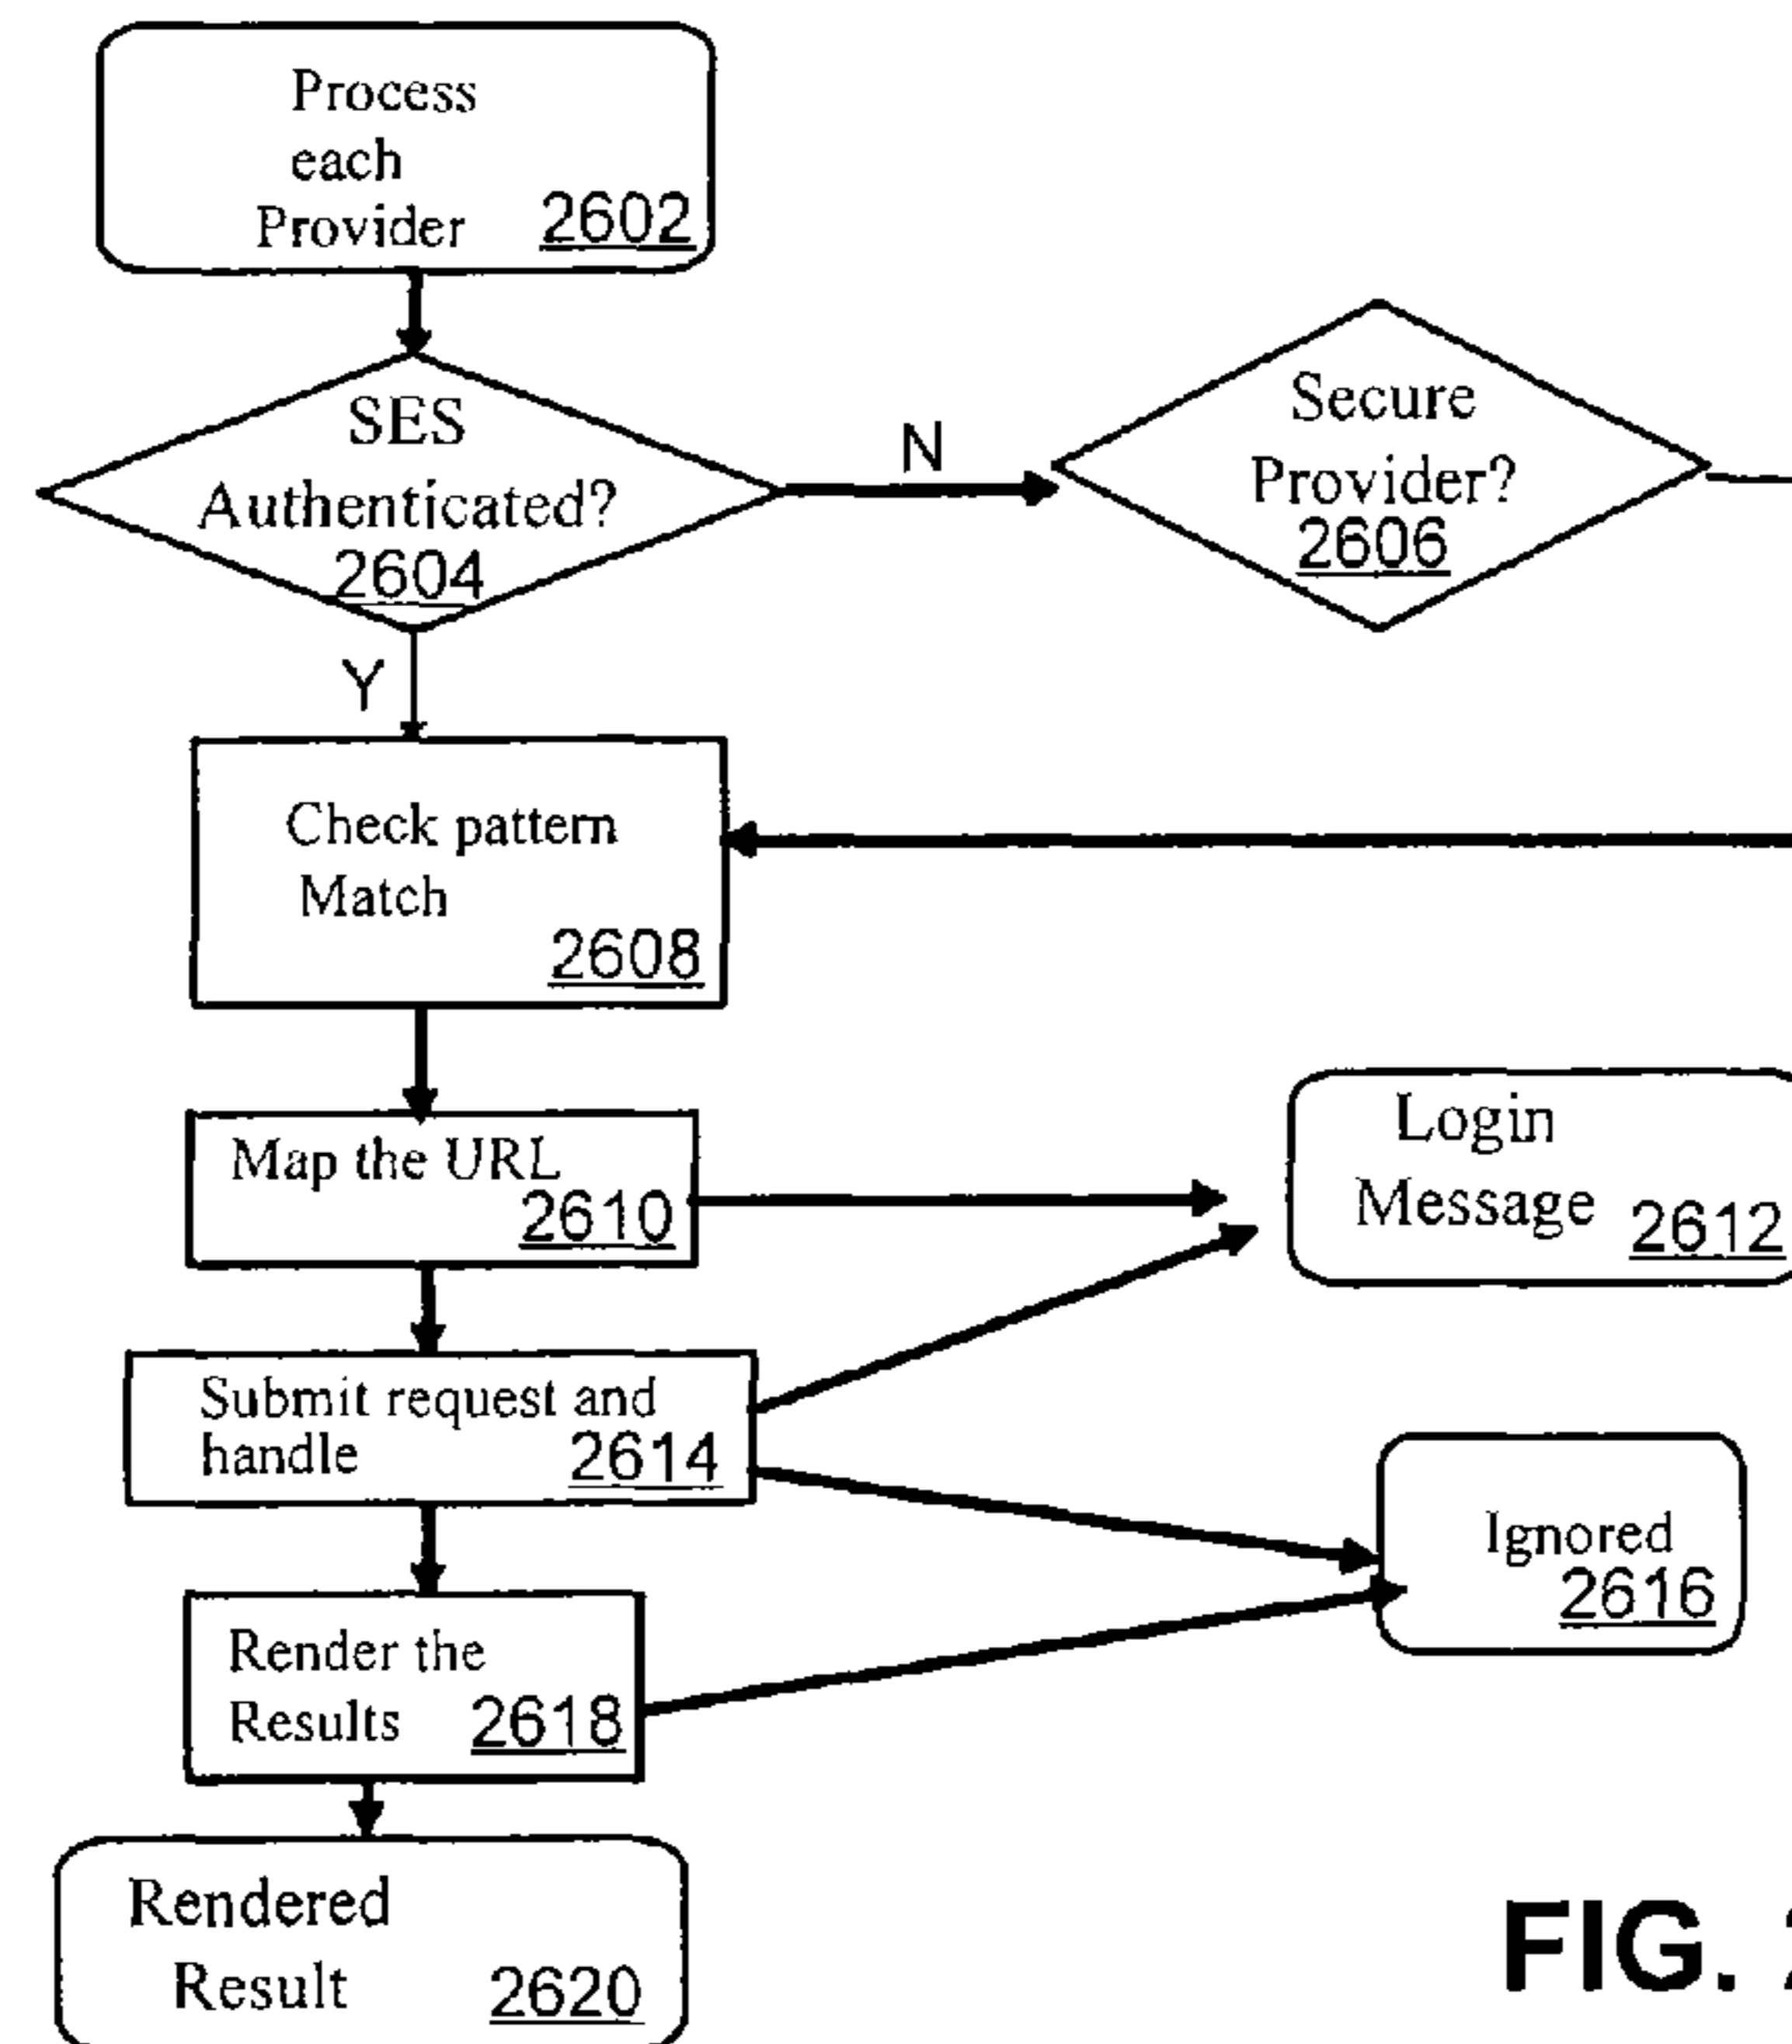 Process
each
Provider 2602
SES
Authenticated?
2604
N
Secure
Provider?
2606
Y
Check pattern
Match
2608
Map the URL
2610
Login
Message 2612
Submit request and
handle 2614
Ignored
2616
Render the
Results 2618
Rendered
Result 2620
FIG.